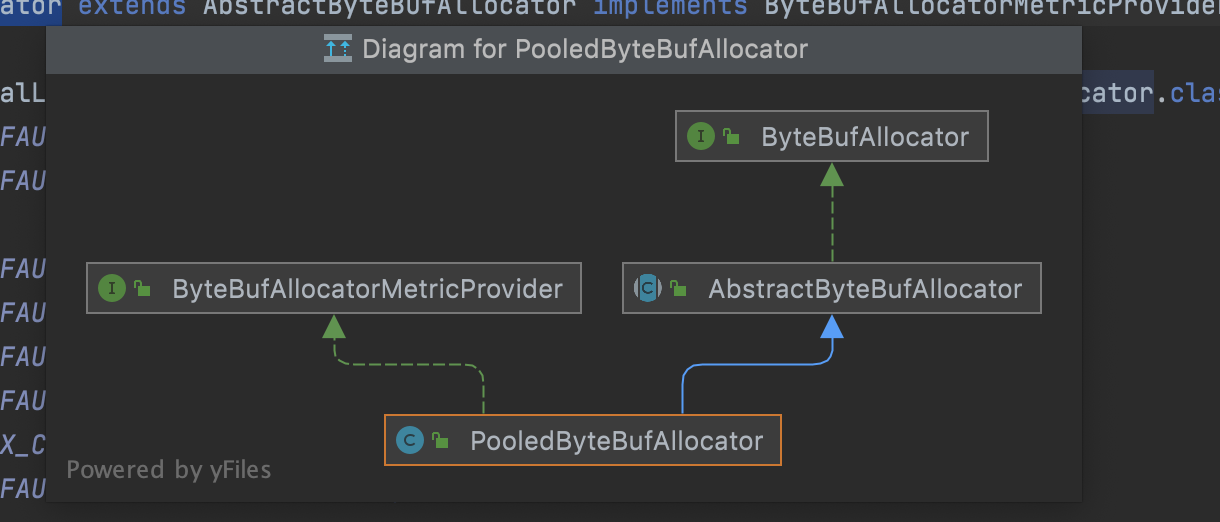 ator extends AbstractByteBufAllocator implements ByteBufAllocatorMetricProvider
Diagram for PooledByteBufAllocator
alL
cator.clas
FAU
I ByteBufAllocator
FAU
FAU
I ByteBufAllocatorMetricProvider
C AbstractByteBufAllocator
FAU
FAU
FAU
C PooledByteBufAllocator
X_C
Powered by yFiles
FAU